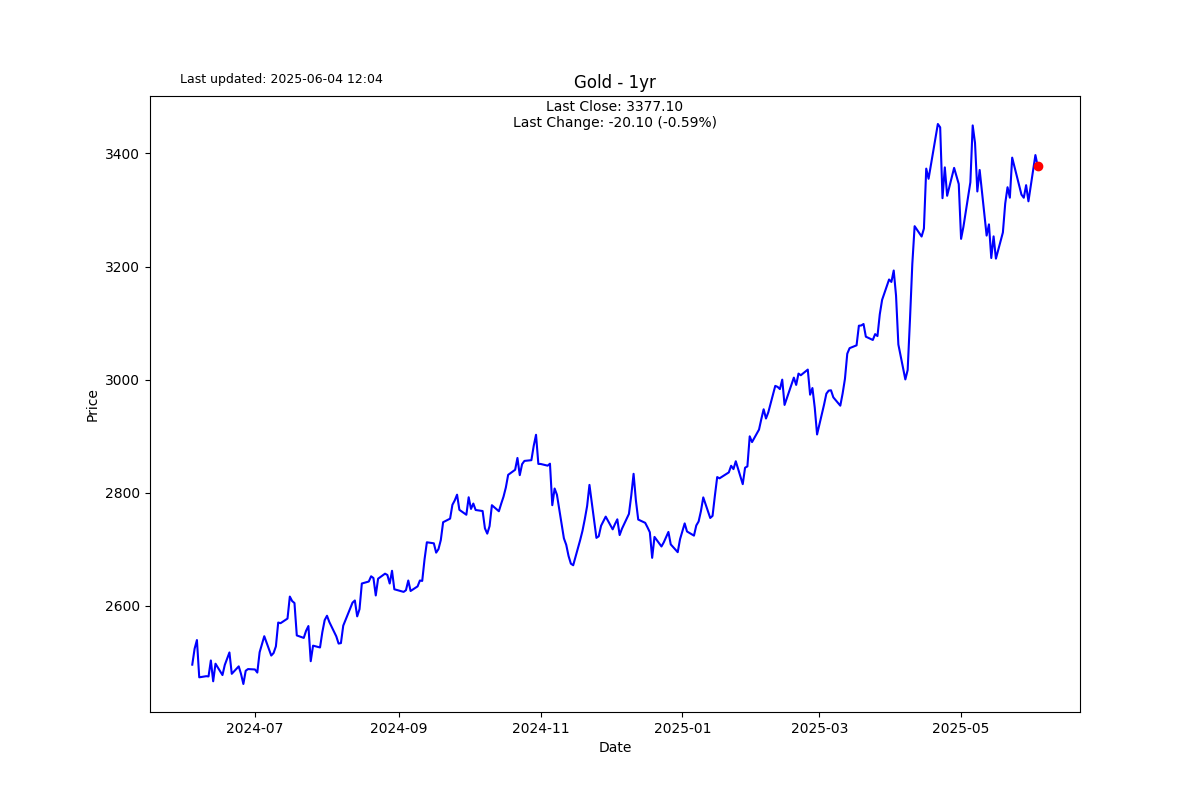 Last updated: 2025-06-04 12:04
Gold - 1yr
Last Close: 3377.10
Last Change: -20.10 (-0.59%)
3400
3200
3000
2800
2600
Price
2024-07
2024-09
2024-11
2025-01
2025-03
2025-05
Date